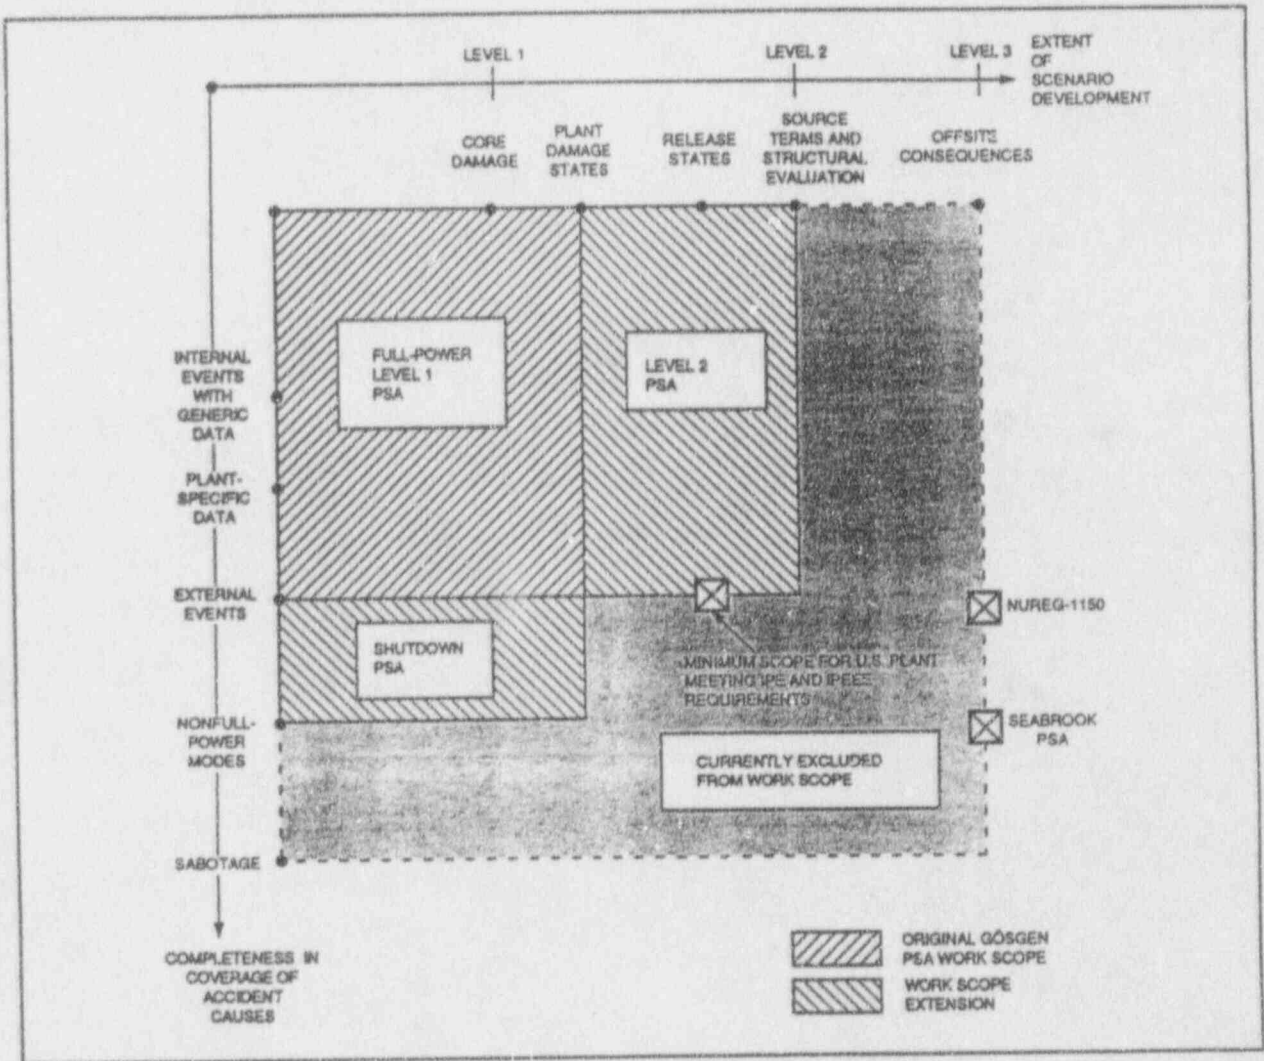 LEVEL 1
LEVEL 2
LEVEL 3
EXTENT
OF
SCENARIO
DEVELOPMENT
CORE
DAMAGE
PLANT
DAMAGE
STATES
RELEASE
STATES
SOURCE
TERMS AND
STRUCTURAL
EVALUATION
OFFSITE
CONSEQUENCES
INTERNAL
EVENTS
WITH
GENERIC
DATA
FULL-POWER
LEVEL 1
PSA
LEVEL 2
PSA
PLANT-
SPECIFIC
DATA
EXTERNAL
EVENTS
NUREG-1150
SHUTDOWN
PSA
MINIMUM SCOPE FOR U.S. PLANT
MEETING IPE AND IPEEE
REQUIREMENTS
NONFULL-
POWER
MODES
SEABROOK
PSA
CURRENTLY EXCLUDED
FROM WORK SCOPE
SABOTAGE
COMPLETENESS IN
COVERAGE OF
ACCIDENT
CAUSES
ORIGINAL GÖSGEN
PSA WORK SCOPE
WORK SCOPE
EXTENSION